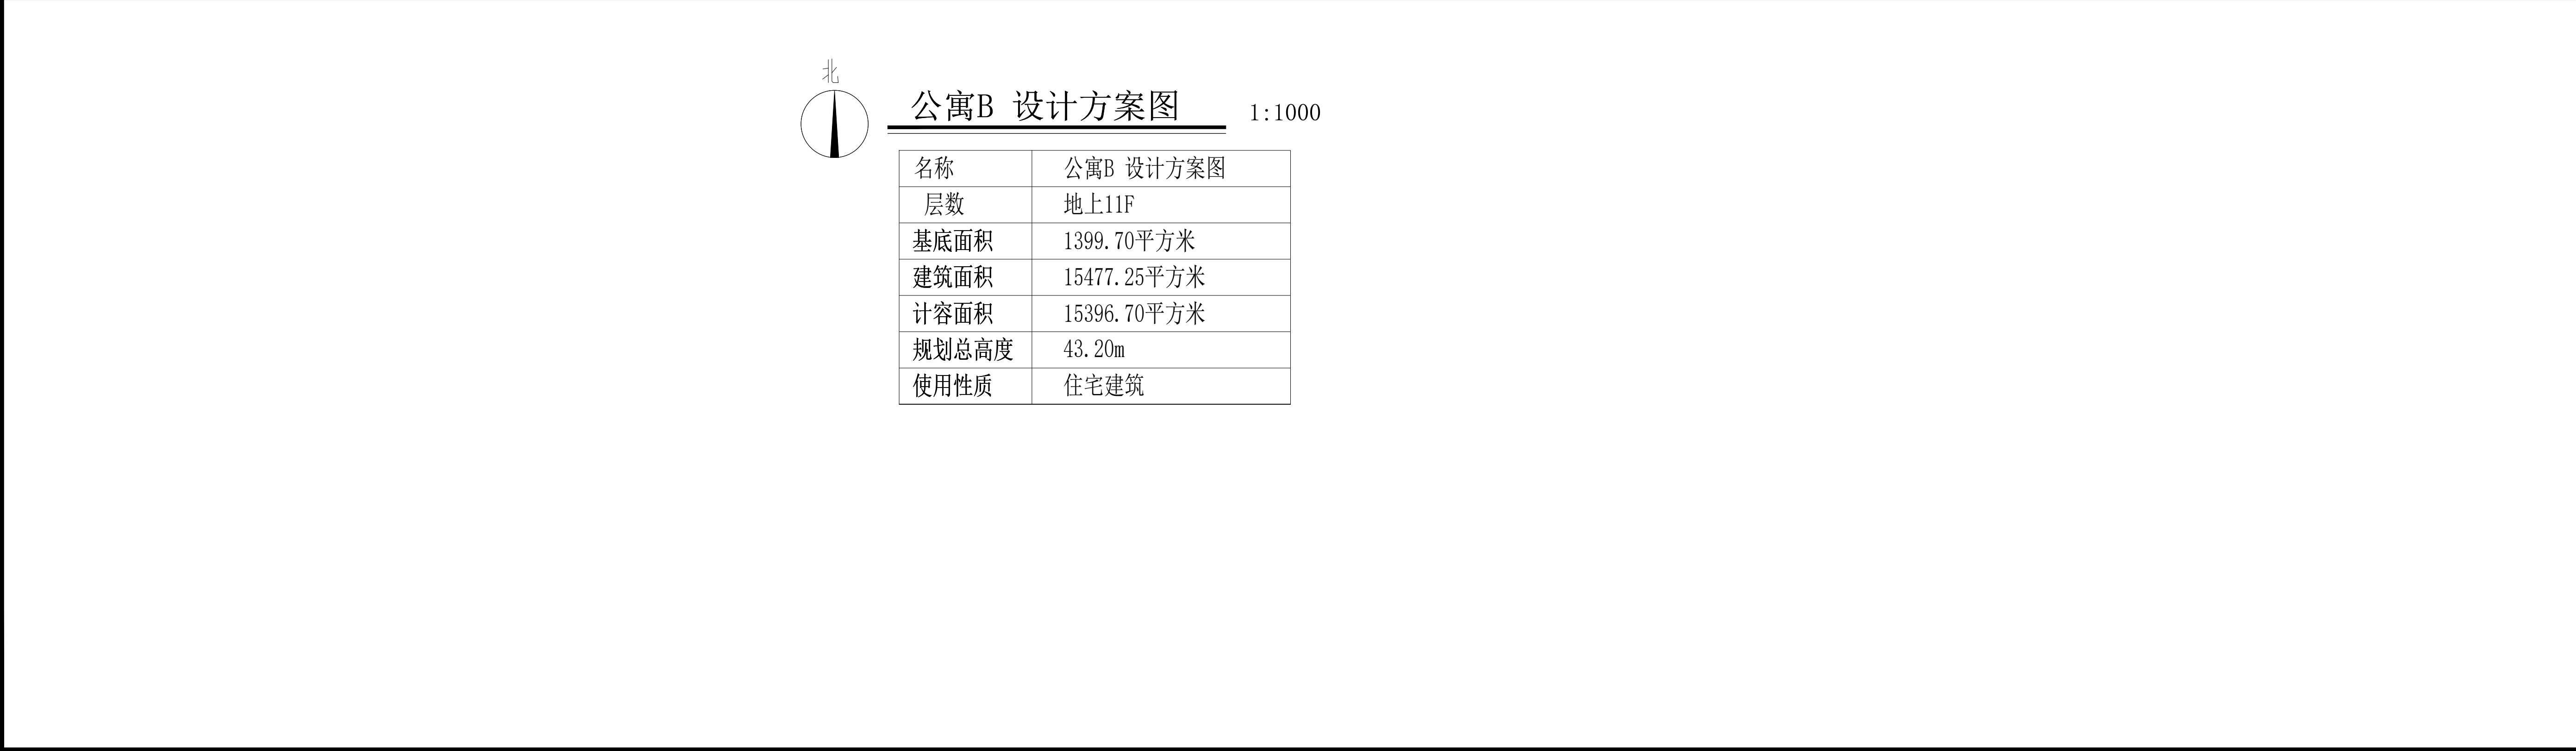 北
公寓B 设计方案图 1:1000
名称 公寓B 设计方案图
层数 地上11F
基底面积 1399.70平方米
建筑面积 15477.25平方米
计容面积 15396.70平方米
规划总高度 43.20m
使用性质 住宅建筑